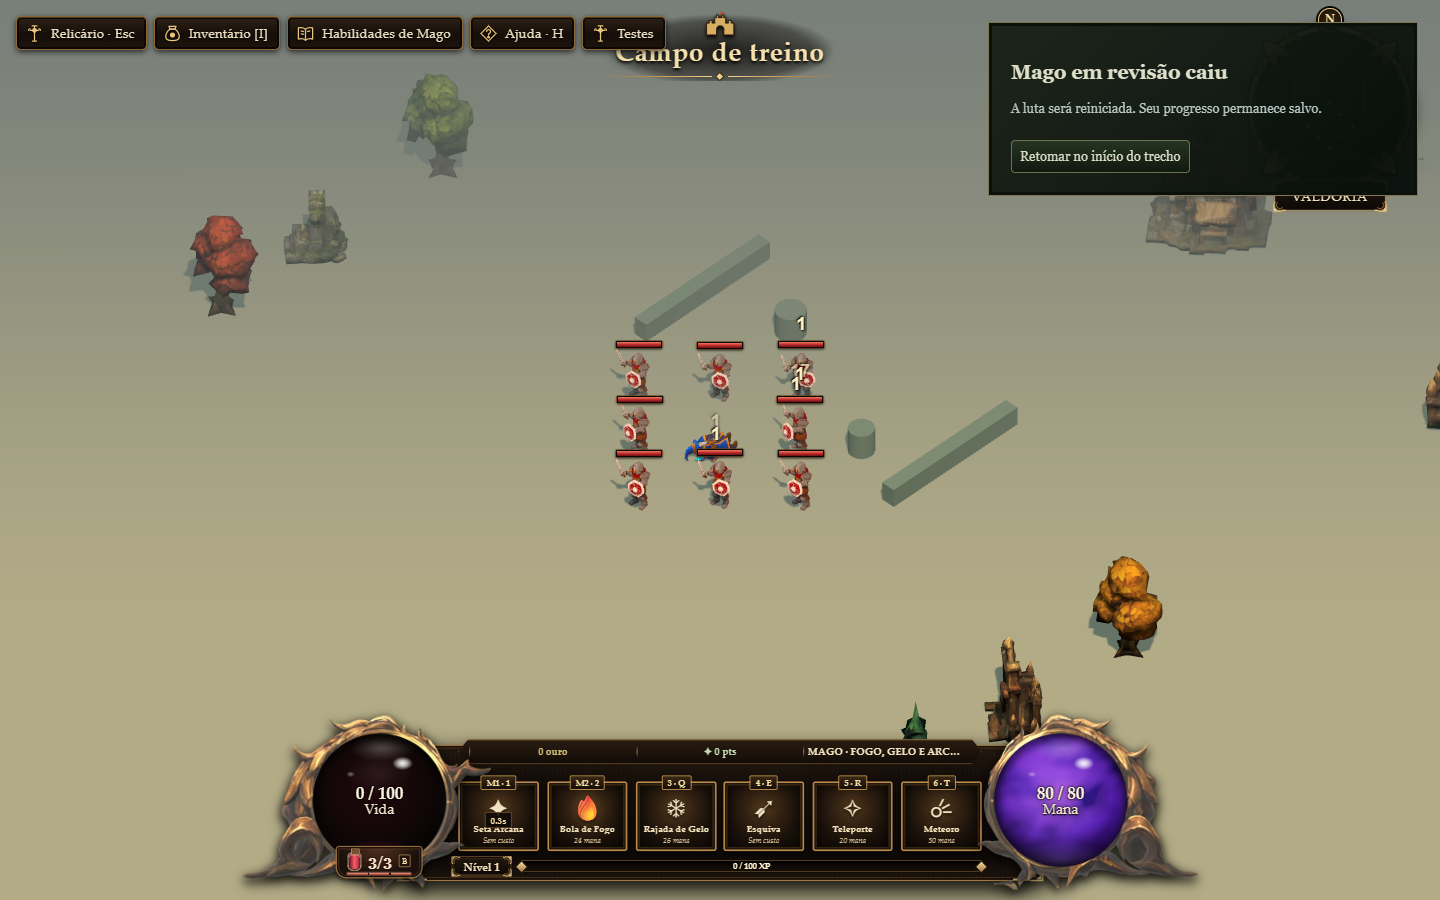 Relicário · Esc
Inventário [I]
Habilidades de Mago
Ajuda · H
Testes
Campo de treino
N
Mago em revisão caiu
A luta será reiniciada. Seu progresso permanece salvo.
Retomar no início do trecho
VALDORIA
1
1
1
1
1
0 ouro
0 pts
MAGO · FOGO, GELO E ARC...
0 / 100
Vida
3/3
B
M1 · 1
0.3s
Seta Arcana
Sem custo
M2 · 2
Bola de Fogo
24 mana
3 · Q
Rajada de Gelo
26 mana
4 · E
Esquiva
Sem custo
5 · R
Teleporte
20 mana
6 · T
Meteoro
50 mana
80 / 80
Mana
Nível 1
0 / 100 XP